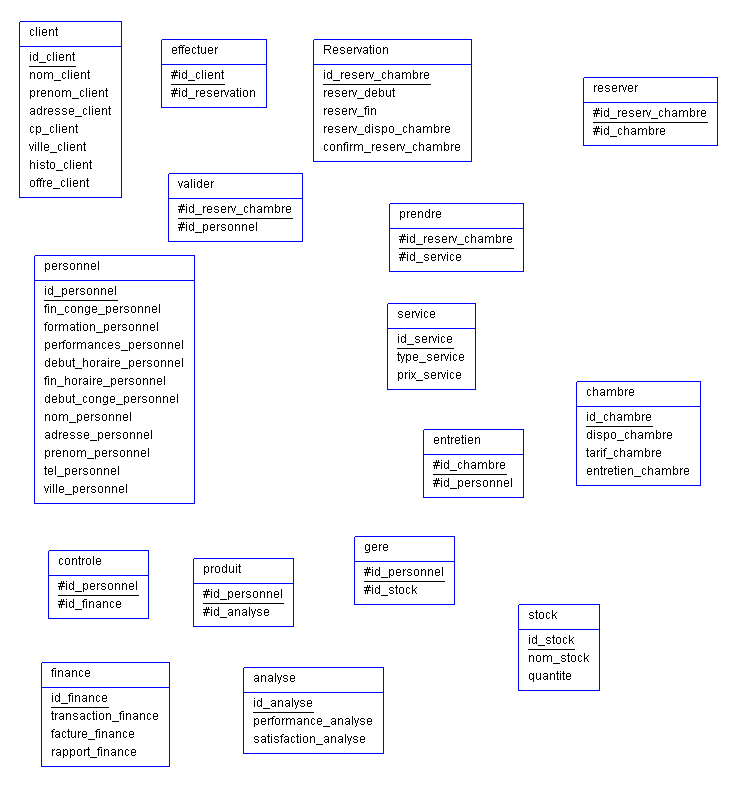 client
id_client
nom_client
prenom_client
adresse_client
cp_client
ville_client
histo_client
offre_client
effectuer
#id_client
#id_reservation
Reservation
id_reserv_chambre
reserv_debut
reserv_fin
reserv_dispo_chambre
confirm_reserv_chambre
reserver
#id_reserv_chambre
#id_chambre
valider
#id_reserv_chambre
#id_personnel
prendre
#id_reserv_chambre
#id_service
personnel
id_personnel
fin_conge_personnel
formation_personnel
performances_personnel
debut_horaire_personnel
fin_horaire_personnel
debut_conge_personnel
nom_personnel
adresse_personnel
prenom_personnel
tel_personnel
ville_personnel
service
id_service
type_service
prix_service
chambre
id_chambre
dispo_chambre
tarif_chambre
entretien_chambre
entretien
#id_chambre
#id_personnel
controle
#id_personnel
#id_finance
produit
#id_personnel
#id_analyse
gere
#id_personnel
#id_stock
stock
id_stock
nom_stock
quantite
finance
id_finance
transaction_finance
facture_finance
rapport_finance
analyse
id_analyse
performance_analyse
satisfaction_analyse